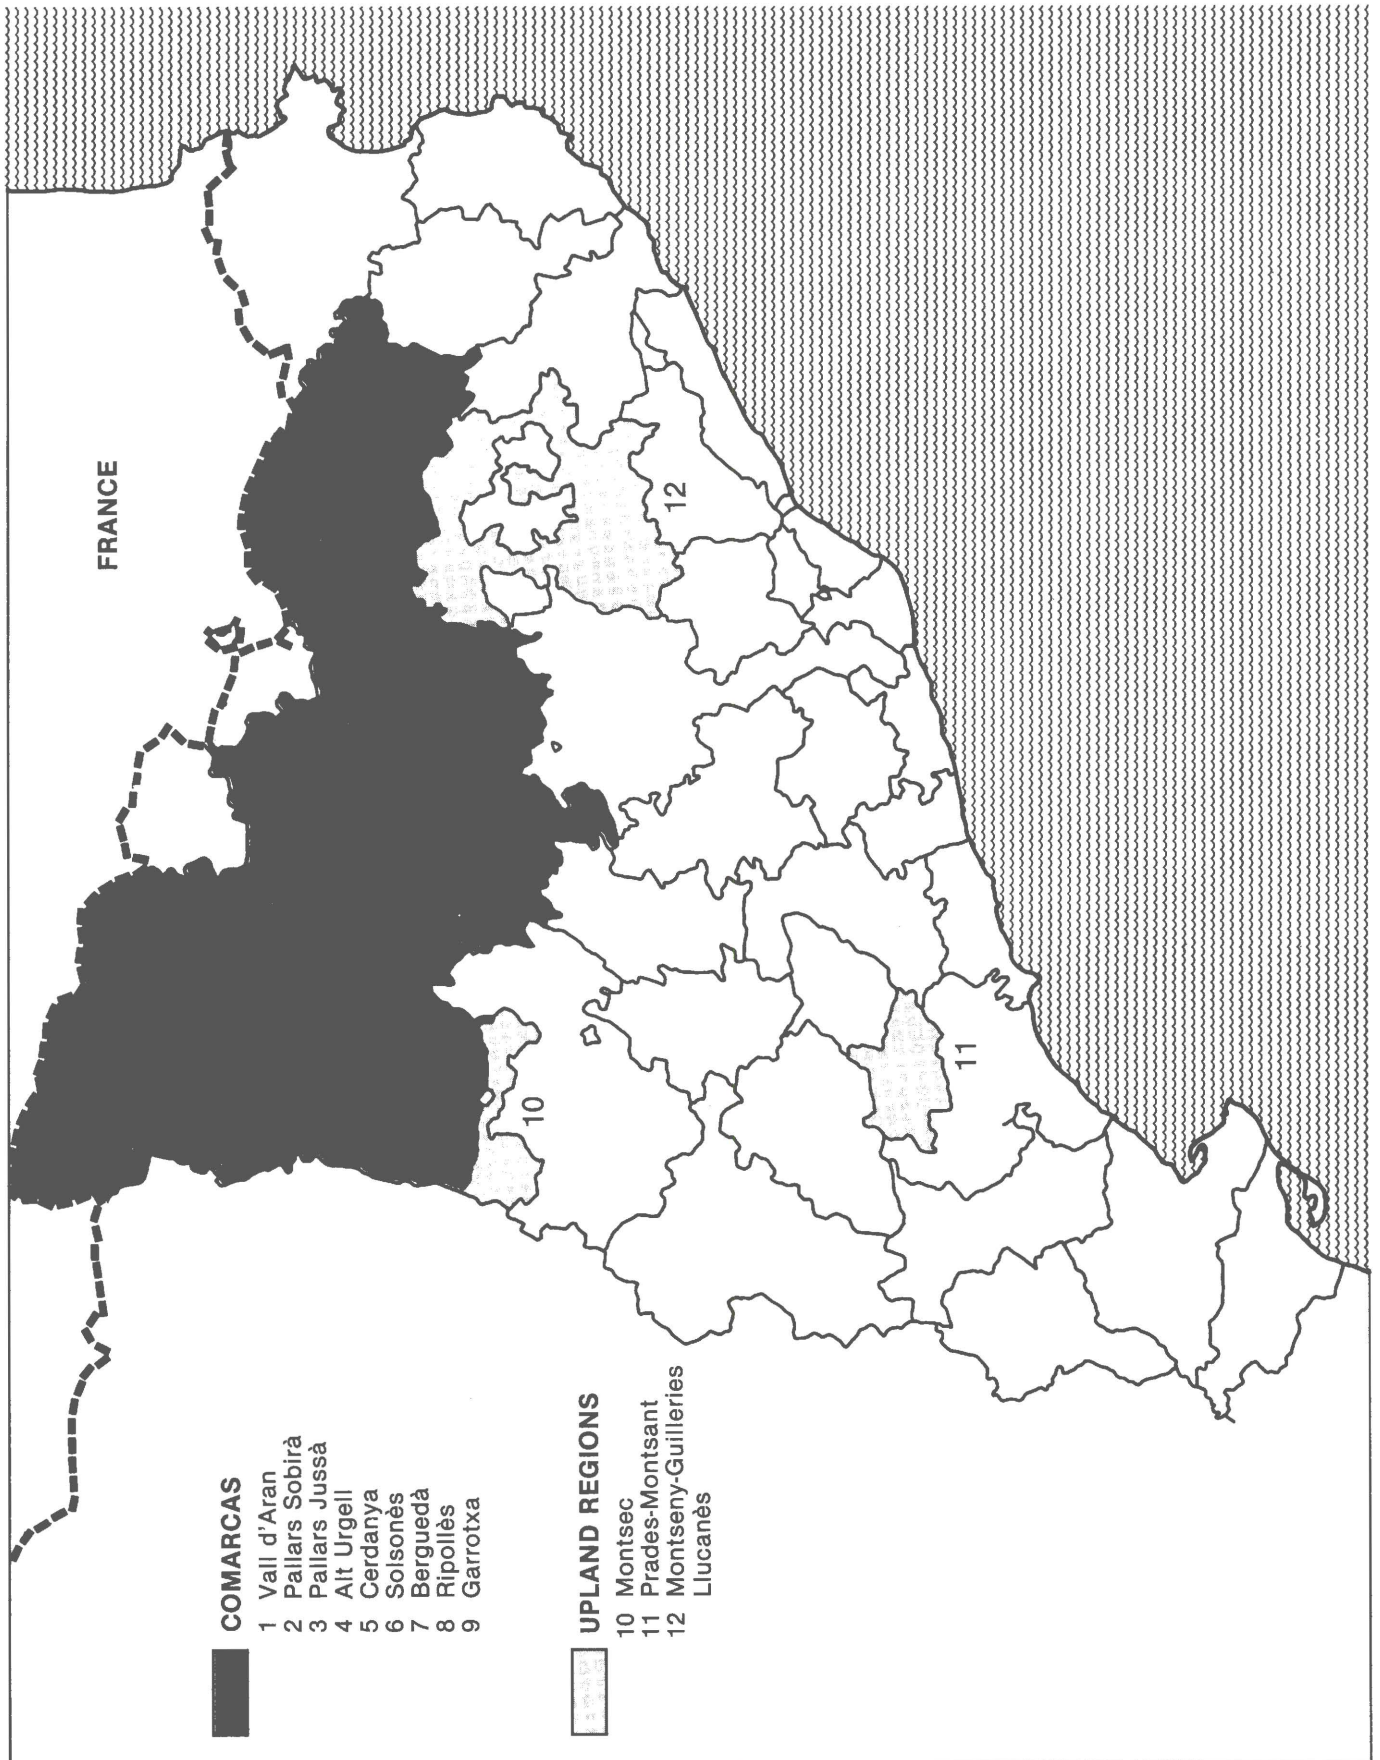 FRANCE
12
10
11
COMARCAS
1 Vall d'Aran
2 Pallars Sobirà
3 Pallars Jussà
4 Alt Urgell
5 Cerdanya
6 Solsonès
7 Berguedà
8 Ripollès
9 Garrotxa
UPLAND REGIONS
10 Montsec
11 Prades-Montsant
12 Montseny-Guilleries
Llucanès